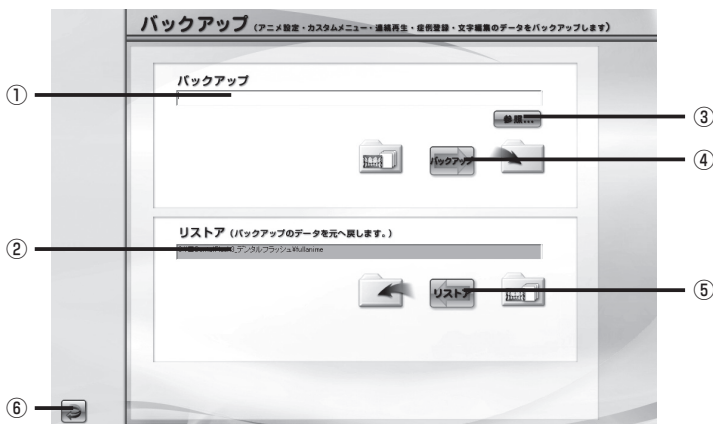 バックアップ (アニメ設定・カスタムメニュー・連続再生・症例登録・文字編集のデータをバックアップします)
バックアップ
①
参照...
③
バックアップ
④
リストア (バックアップのデータを元へ戻します。)
②
デンタルフラッシュ¥fullanime
リストア
⑤
⑥